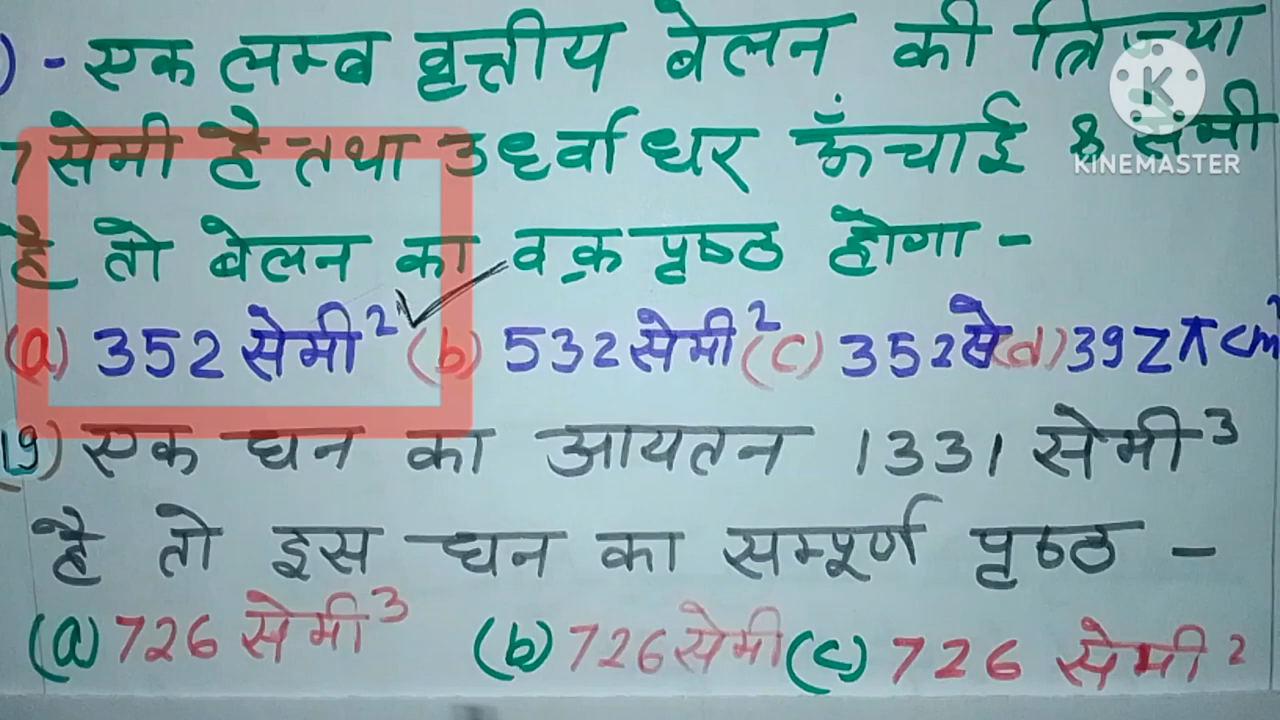 ) - एक लम्ब वृत्तीय बेलन की त्रिज्या
7 सेमी है तथा उर्ध्वाधर ऊँचाई 8 सेमी
है तो बेलन का वक्र पृष्ठ होगा -
(a) 352 सेमी² (b) 532 सेमी² (c) 352 से (d) 392 π cm
19) एक घन का आयतन 1331 सेमी³
है तो इस घन का सम्पूर्ण पृष्ठ -
(a) 726 सेमी³ (b) 726 सेमी (c) 726 सेमी²
K
KINEMASTER